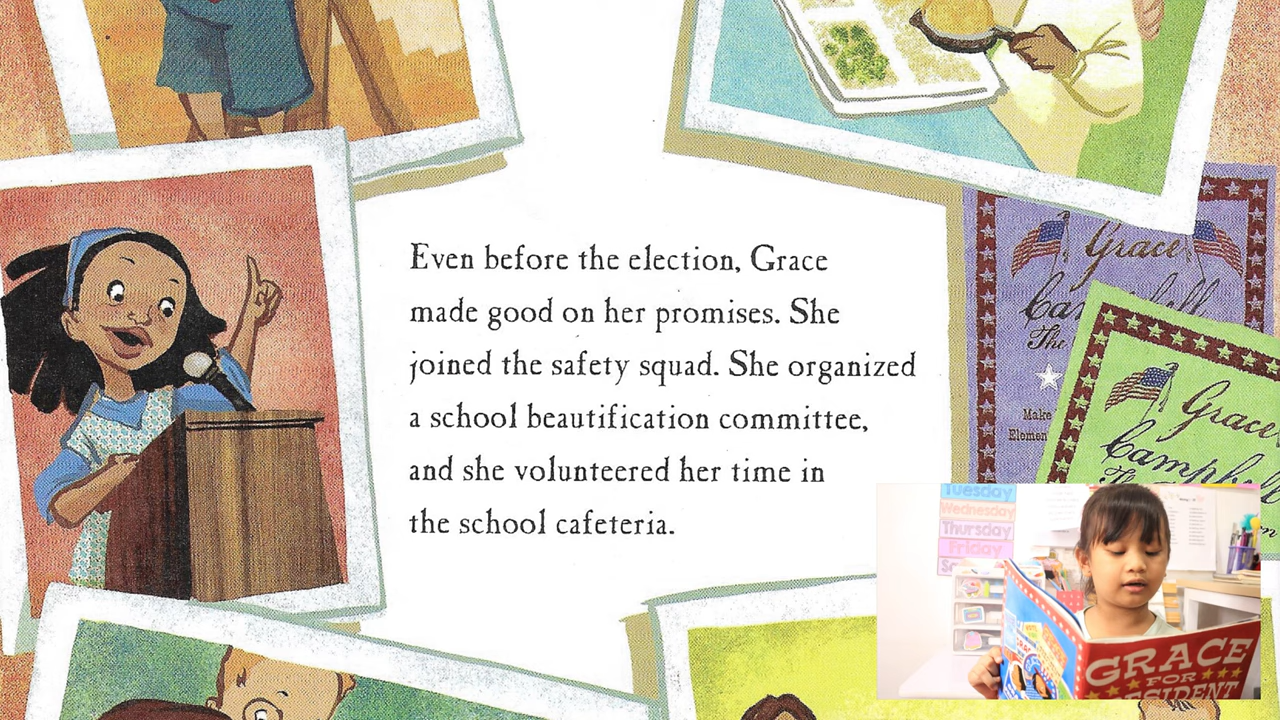 Even before the election, Grace
made good on her promises. She
joined the safety squad. She organized
a school beautification committee,
and she volunteered her time in
the school cafeteria.
Grace
Campbell
The
Make
Grace
Campbell
The
Tuesday
Wednesday
Thursday
Friday
GRACE
FOR